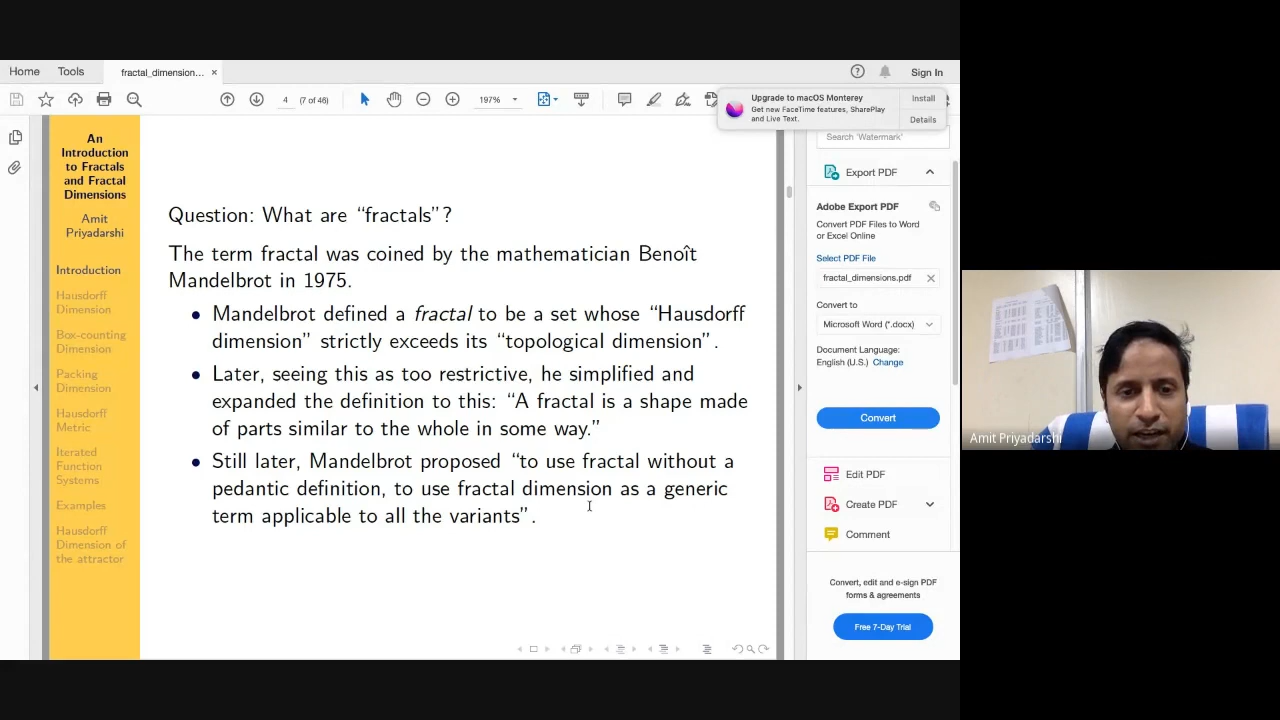 Home
Tools
fractal_dimension...
×
Sign In
4
(7 of 46)
197%
Upgrade to macOS Monterey
Get new FaceTime features, SharePlay
and Live Text.
Install
Details
An
Introduction
to Fractals
and Fractal
Dimensions
Amit
Priyadarshi
Introduction
Hausdorff
Dimension
Box-counting
Dimension
Packing
Dimension
Hausdorff
Metric
Iterated
Function
Systems
Examples
Hausdorff
Dimension of
the attractor
Question: What are “fractals”?
The term fractal was coined by the mathematician Benoît
Mandelbrot in 1975.
• Mandelbrot defined a fractal to be a set whose “Hausdorff
dimension” strictly exceeds its “topological dimension”.
• Later, seeing this as too restrictive, he simplified and
expanded the definition to this: “A fractal is a shape made
of parts similar to the whole in some way.”
• Still later, Mandelbrot proposed “to use fractal without a
pedantic definition, to use fractal dimension as a generic
term applicable to all the variants”.
Search 'Watermark'
Export PDF
Adobe Export PDF
Convert PDF Files to Word
or Excel Online
Select PDF File
fractal_dimensions.pdf
Convert to
Microsoft Word (*.docx)
Document Language:
English (U.S.) Change
Convert
Edit PDF
Create PDF
Comment
Convert, edit and e-sign PDF
forms & agreements
Free 7-Day Trial
Amit Priyadarshi